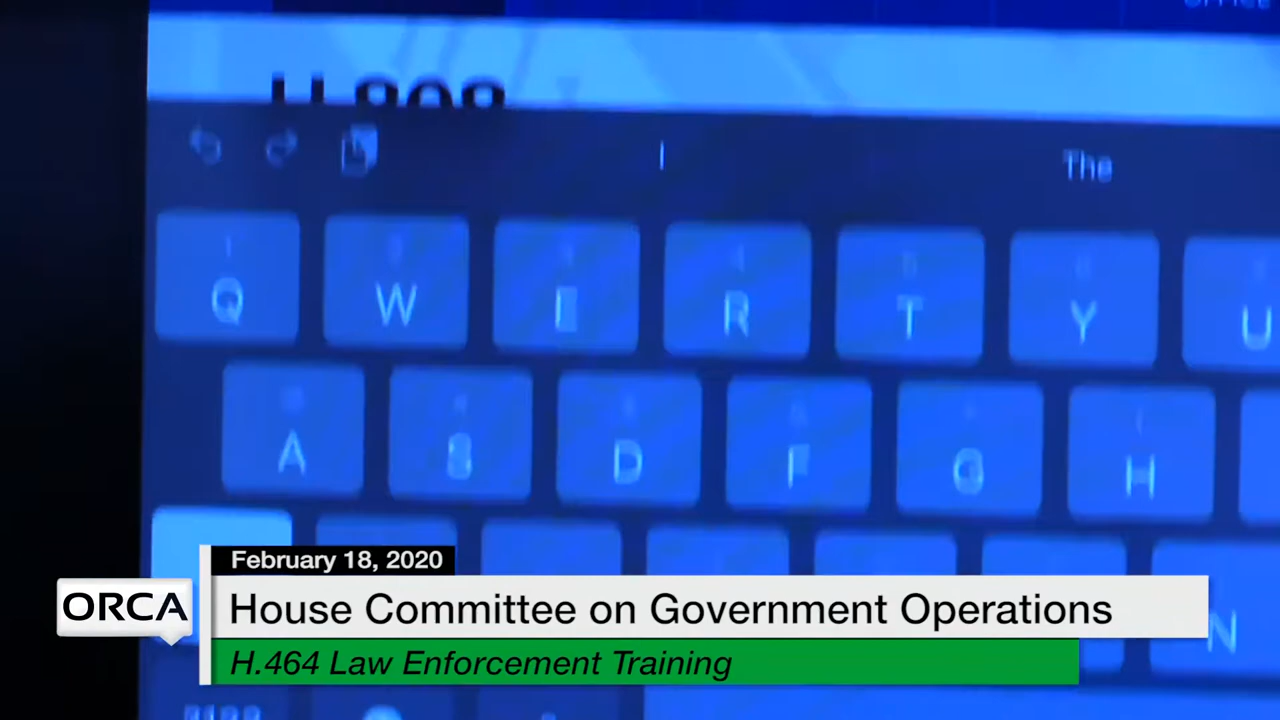 The
Q W E R T Y U
A S D F G H
February 18, 2020
ORCA
House Committee on Government Operations
N
H.464 Law Enforcement Training